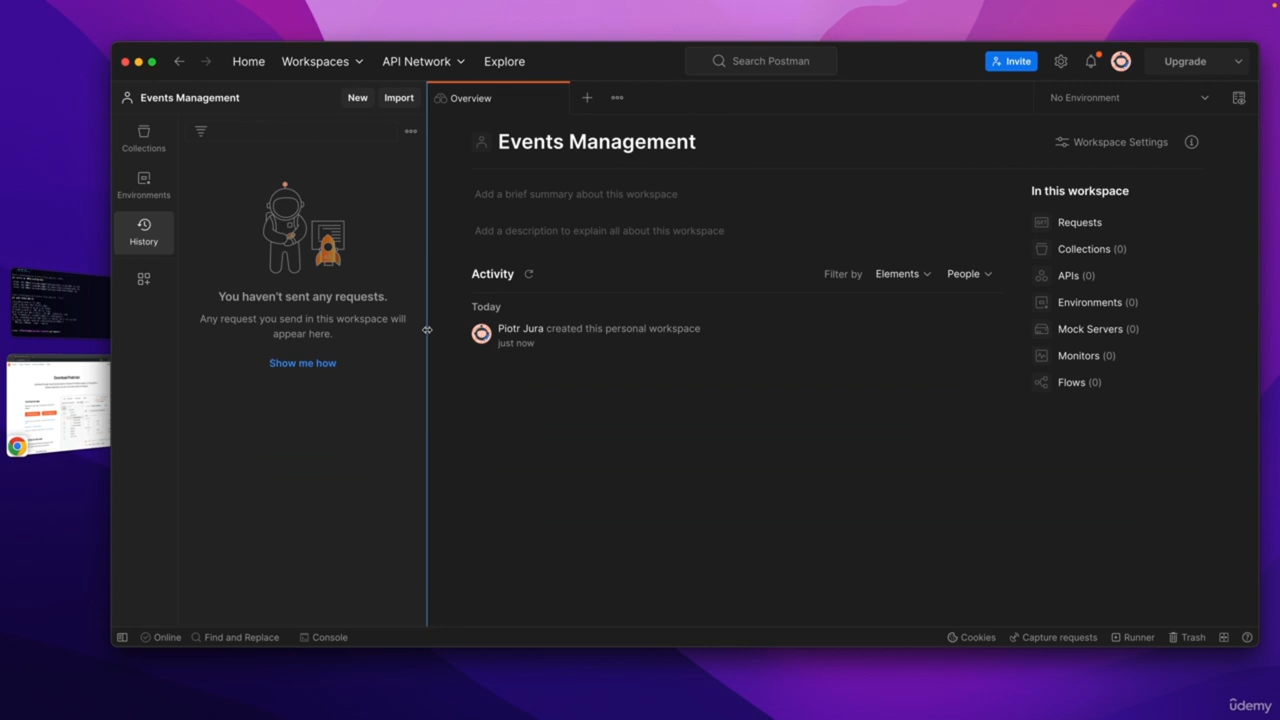 Home
Workspaces
API Network
Explore
Search Postman
Invite
Upgrade
Events Management
New
Import
Overview
No Environment
Collections
Environments
History
You haven't sent any requests.
Any request you send in this workspace will
appear here.
Show me how
Events Management
Workspace Settings
Add a brief summary about this workspace
Add a description to explain all about this workspace
Activity
Filter by
Elements
People
Today
Piotr Jura created this personal workspace
just now
In this workspace
GET
Requests
Collections (0)
APIs (0)
Environments (0)
Mock Servers (0)
Monitors (0)
Flows (0)
Online
Find and Replace
Console
Cookies
Capture requests
Runner
Trash
Download Postman
ûdemy